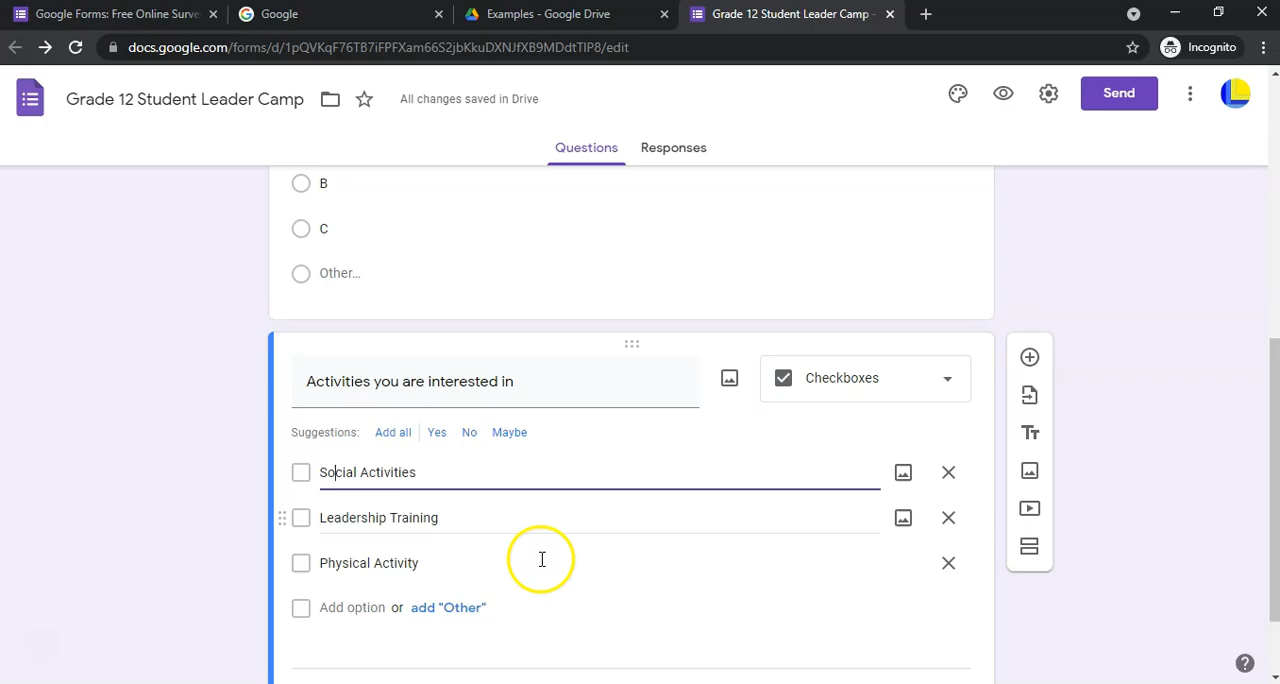 Google Forms: Free Online Surve
Google
Examples - Google Drive
Grade 12 Student Leader Camp -
docs.google.com/forms/d/1pQVKqF76TB7iFPFXam66S2jbKkuDXNJfXB9MDdtTlP8/edit
Incognito
Grade 12 Student Leader Camp
All changes saved in Drive
Send
Questions
Responses
B
C
Other...
Activities you are interested in
Checkboxes
Suggestions:
Add all
Yes
No
Maybe
Social Activities
Leadership Training
Physical Activity
Add option or add "Other"